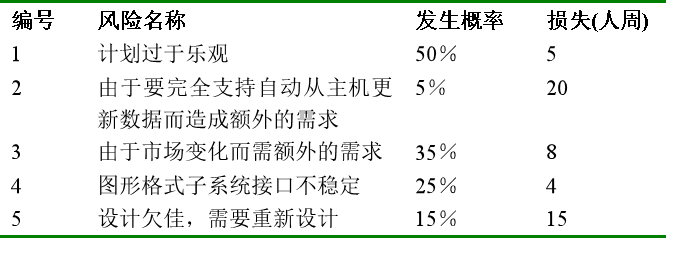 编号 风险名称 发生概率 损失(人周)
1 计划过于乐观 50% 5
2 由于要完全支持自动从主机更 5% 20
新数据而造成额外的需求
3 由于市场变化而需额外的需求 35% 8
4 图形格式子系统接口不稳定 25% 4
5 设计欠佳，需要重新设计 15% 15